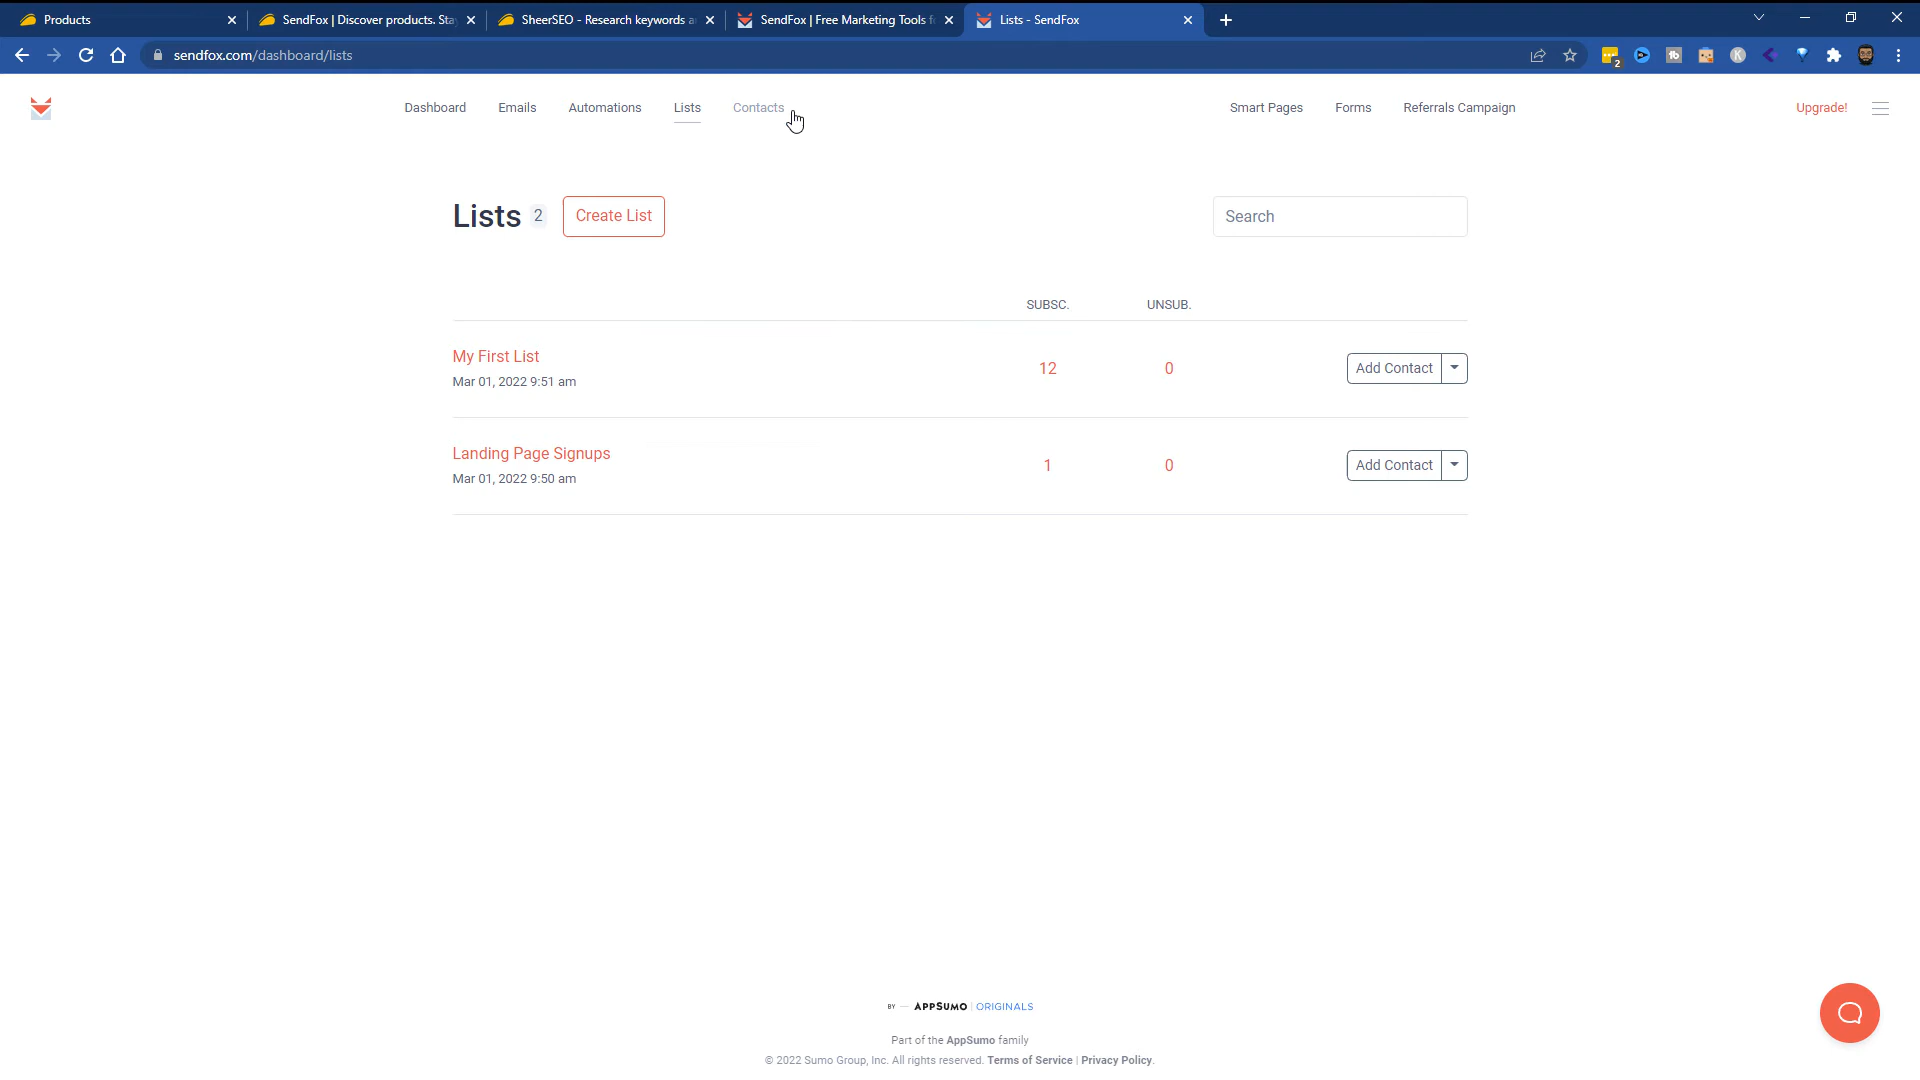 Products
SendFox | Discover products. Sta
SheerSEO - Research keywords a
SendFox | Free Marketing Tools f
Lists - SendFox
sendfox.com/dashboard/lists
2
Dashboard
Emails
Automations
Lists
Contacts
Smart Pages
Forms
Referrals Campaign
Upgrade!
Lists 2
Create List
Search
SUBSC.
UNSUB.
My First List
Mar 01, 2022 9:51 am
12
0
Add Contact
Landing Page Signups
Mar 01, 2022 9:50 am
1
0
Add Contact
BY — APPSUMO | ORIGINALS
Part of the AppSumo family
© 2022 Sumo Group, Inc. All rights reserved. Terms of Service | Privacy Policy.